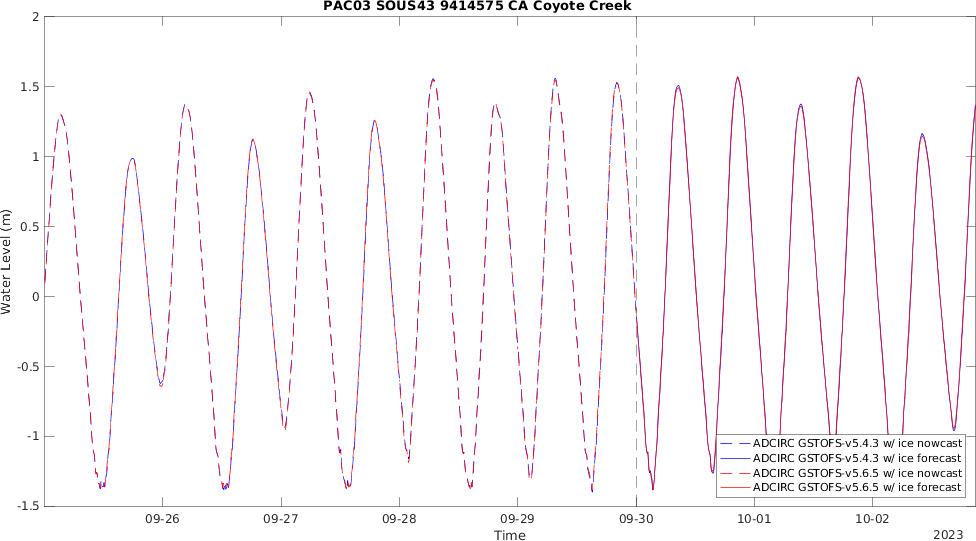 PAC03 SOUS43 9414575 CA Coyote Creek
2
1.5
1
0.5
0
-0.5
-1
-1.5
Water Level (m)
09-26
09-27
09-28
09-29
09-30
10-01
10-02
Time
2023
ADCIRC GSTOFS-v5.4.3 w/ ice nowcast
ADCIRC GSTOFS-v5.4.3 w/ ice forecast
ADCIRC GSTOFS-v5.6.5 w/ ice nowcast
ADCIRC GSTOFS-v5.6.5 w/ ice forecast